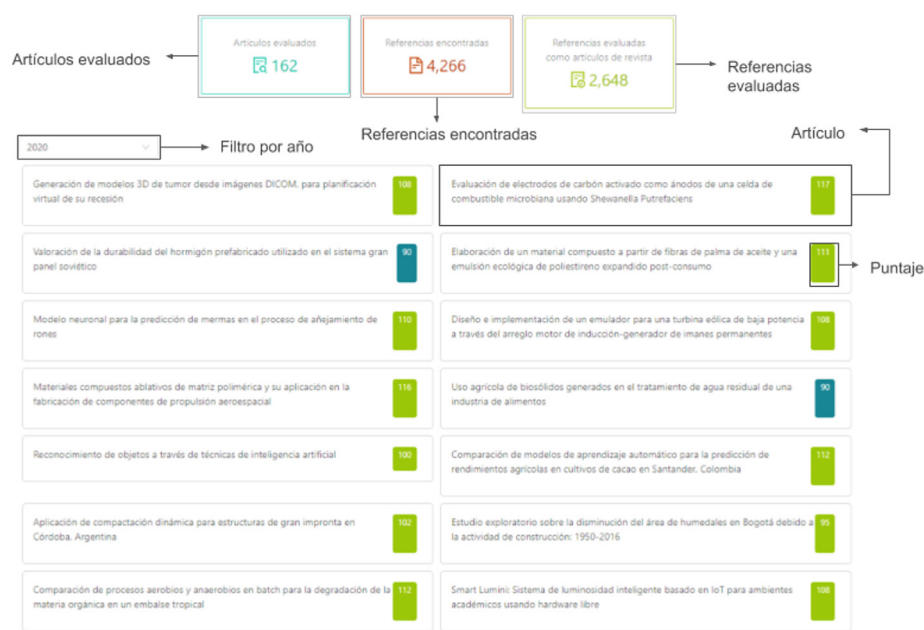 Artículos evaluados
Artículos evaluados
162
Referencias encontradas
4,266
Referencias evaluadas
como artículos de revista
2,648
Referencias
evaluadas
Referencias encontradas
Artículo
2020
Filtro por año
Generación de modelos 3D de tumor desde imágenes DICOM, para planificación
virtual de su recesión
108
Evaluación de electrodos de carbón activado como ánodos de una celda de
combustible microbiana usando Shewanella Putrefaciens
117
Valoración de la durabilidad del hormigón prefabricado utilizado en el sistema gran
panel soviético
90
Elaboración de un material compuesto a partir de fibras de palma de aceite y una
emulsión ecológica de poliestireno expandido post-consumo
111
Puntaje
Modelo neuronal para la predicción de mermas en el proceso de añejamiento de
rones
110
Diseño e implementación de un emulador para una turbina eólica de baja potencia
a través del arreglo motor de inducción-generador de imanes permanentes
108
Materiales compuestos ablativos de matriz polimérica y su aplicación en la
fabricación de componentes de propulsión aeroespacial
116
Uso agrícola de biosólidos generados en el tratamiento de agua residual de una
industria de alimentos
90
Reconocimiento de objetos a través de técnicas de inteligencia artificial
100
Comparación de modelos de aprendizaje automático para la predicción de
rendimientos agrícolas en cultivos de cacao en Santander, Colombia
112
Aplicación de compactación dinámica para estructuras de gran impronta en
Córdoba, Argentina
102
Estudio exploratorio sobre la disminución del área de humedales en Bogotá debido a
la actividad de construcción: 1950-2016
95
Comparación de procesos aerobios y anaerobios en batch para la degradación de la
materia orgánica en un embalse tropical
112
Smart Lumini: Sistema de luminosidad inteligente basado en IoT para ambientes
académicos usando hardware libre
108